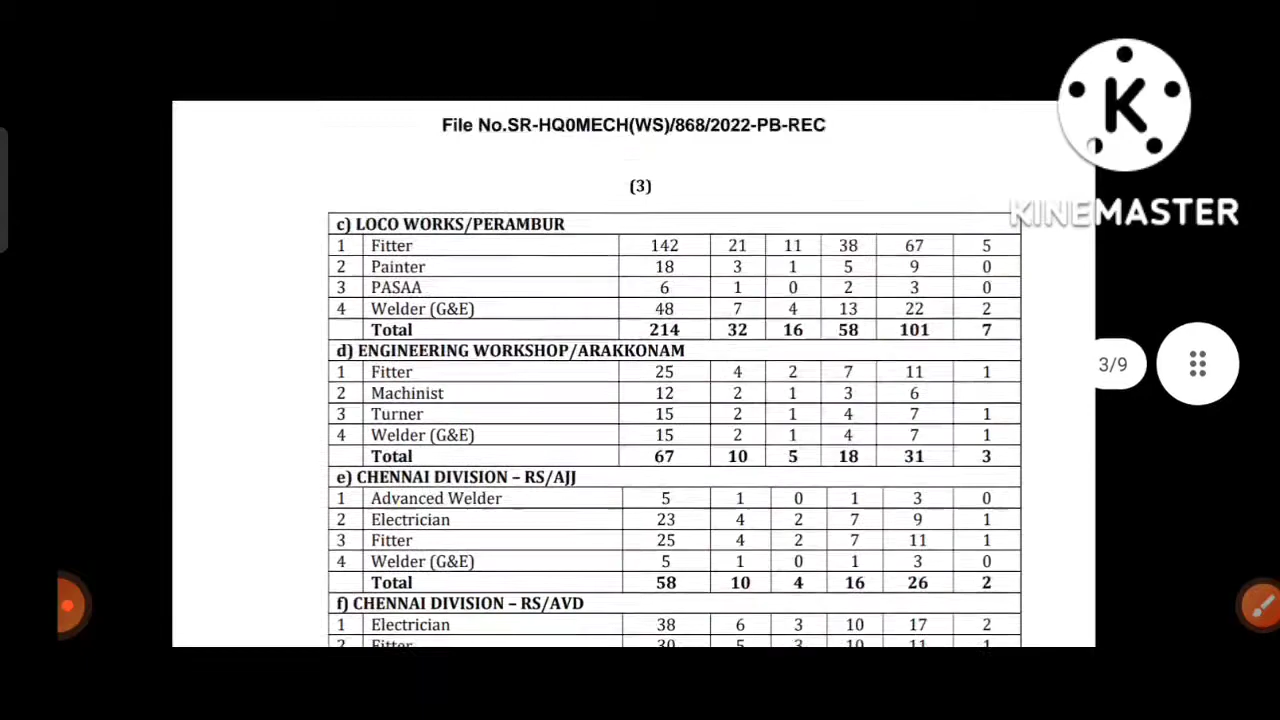 File No.SR-HQ0MECH(WS)/868/2022-PB-REC
(3)
K
KINEMASTER
c) LOCO WORKS/PERAMBUR
1 Fitter 142 21 11 38 67 5
2 Painter 18 3 1 5 9 0
3 PASAA 6 1 0 2 3 0
4 Welder (G&E) 48 7 4 13 22 2
Total 214 32 16 58 101 7
d) ENGINEERING WORKSHOP/ARAKKONAM
1 Fitter 25 4 2 7 11 1
2 Machinist 12 2 1 3 6
3 Turner 15 2 1 4 7 1
4 Welder (G&E) 15 2 1 4 7 1
Total 67 10 5 18 31 3
3/9
e) CHENNAI DIVISION – RS/AJJ
1 Advanced Welder 5 1 0 1 3 0
2 Electrician 23 4 2 7 9 1
3 Fitter 25 4 2 7 11 1
4 Welder (G&E) 5 1 0 1 3 0
Total 58 10 4 16 26 2
f) CHENNAI DIVISION – RS/AVD
1 Electrician 38 6 3 10 17 2
2 Fitter 30 5 3 10 11 1